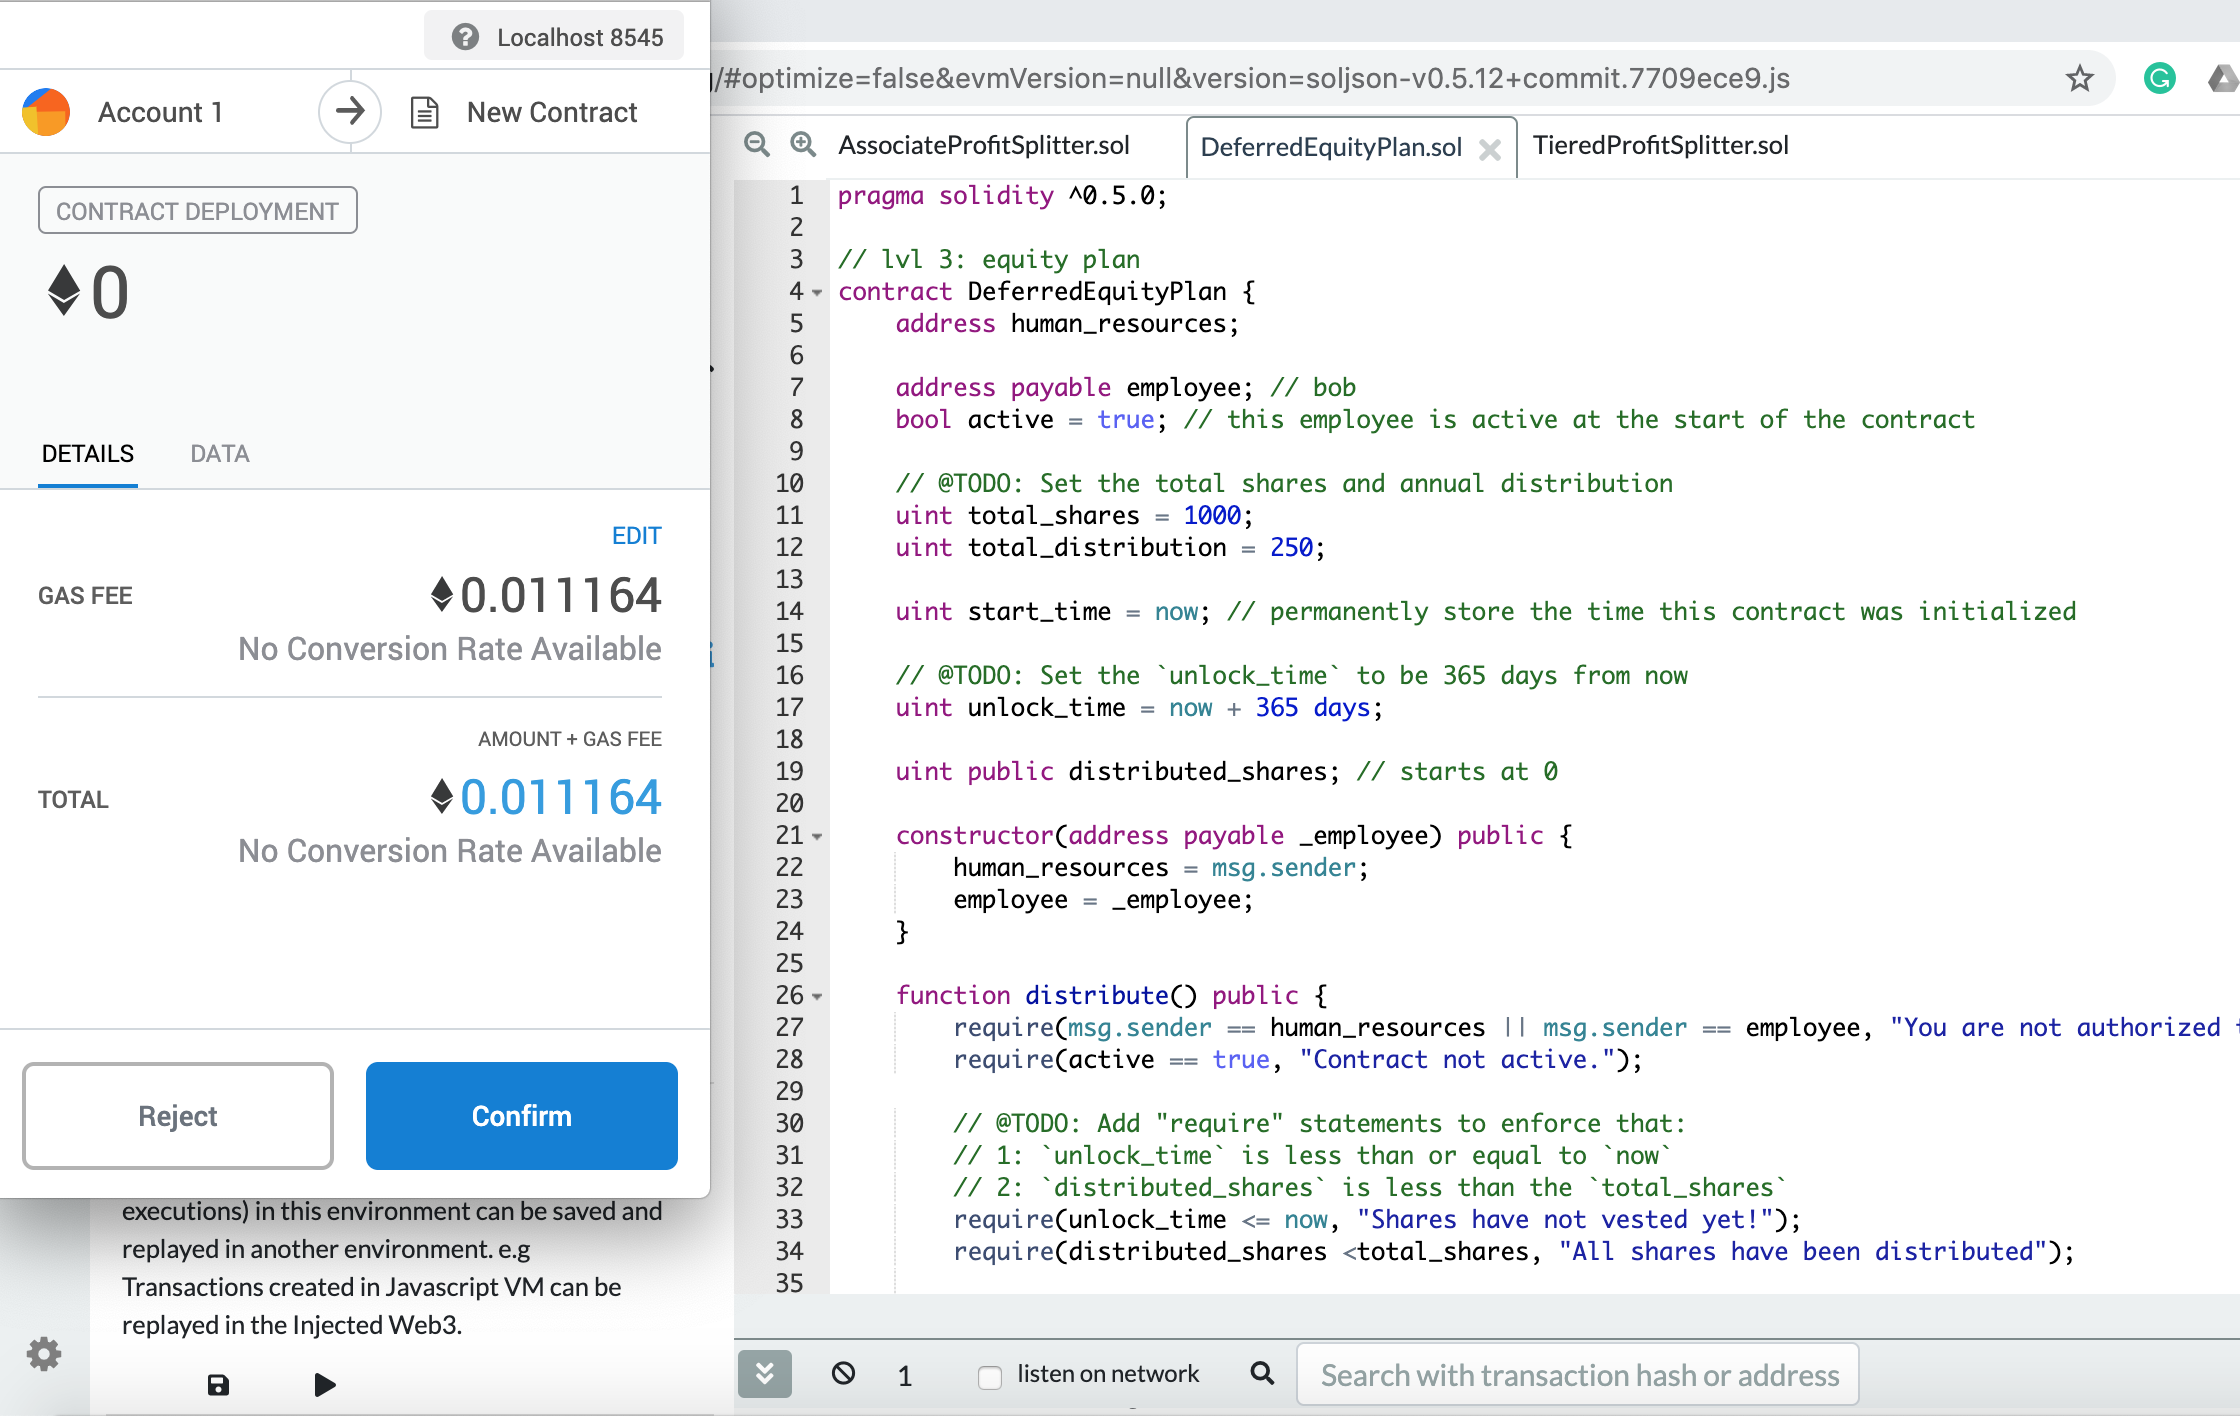 Localhost 8545
Account 1
New Contract
CONTRACT DEPLOYMENT
0
DETAILS
DATA
EDIT
GAS FEE
0.011164
No Conversion Rate Available
AMOUNT + GAS FEE
TOTAL
0.011164
No Conversion Rate Available
Reject
Confirm
executions) in this environment can be saved and
replayed in another environment. e.g
Transactions created in Javascript VM can be
replayed in the Injected Web3.
/#optimize=false&evmVersion=null&version=soljson-v0.5.12+commit.7709ece9.js
AssociateProfitSplitter.sol
DeferredEquityPlan.sol
TieredProfitSplitter.sol
1 pragma solidity ^0.5.0;
2
3 // lvl 3: equity plan
4 contract DeferredEquityPlan {
5 address human_resources;
6
7 address payable employee; // bob
8 bool active = true; // this employee is active at the start of the contract
9
10 // @TODO: Set the total shares and annual distribution
11 uint total_shares = 1000;
12 uint total_distribution = 250;
13
14 uint start_time = now; // permanently store the time this contract was initialized
15
16 // @TODO: Set the `unlock_time` to be 365 days from now
17 uint unlock_time = now + 365 days;
18
19 uint public distributed_shares; // starts at 0
20
21 constructor(address payable _employee) public {
22 human_resources = msg.sender;
23 employee = _employee;
24 }
25
26 function distribute() public {
27 require(msg.sender == human_resources || msg.sender == employee, "You are not authorized
28 require(active == true, "Contract not active.");
29
30 // @TODO: Add "require" statements to enforce that:
31 // 1: `unlock_time` is less than or equal to `now`
32 // 2: `distributed_shares` is less than the `total_shares`
33 require(unlock_time <= now, "Shares have not vested yet!");
34 require(distributed_shares <total_shares, "All shares have been distributed");
35
1
listen on network
Search with transaction hash or address